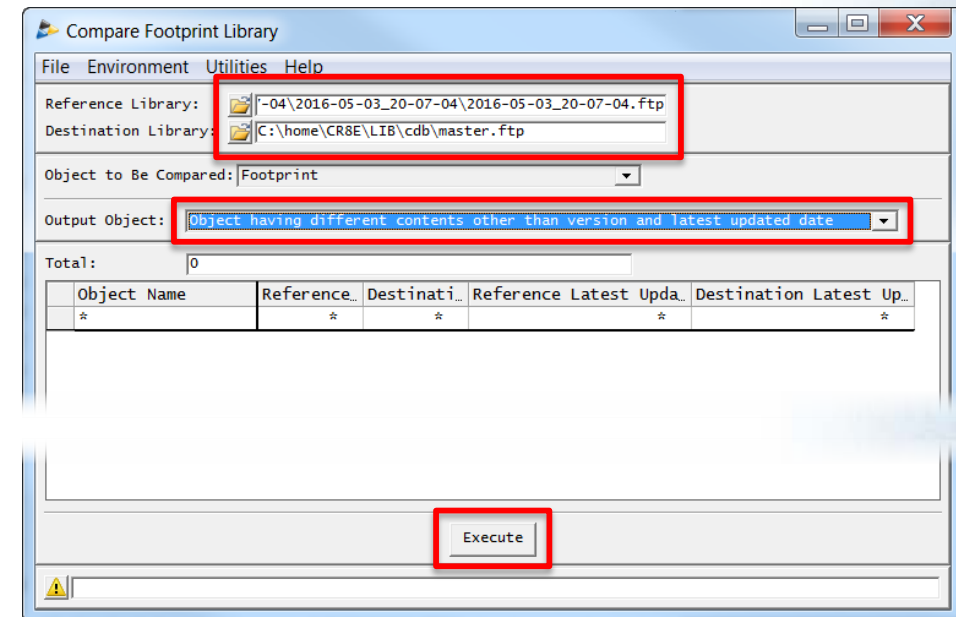 Compare Footprint Library
File Environment Utilities Help
Reference Library: '-04\2016-05-03_20-07-04\2016-05-03_20-07-04.ftp
Destination Library: C:\home\CR8E\LIB\cdb\master.ftp
Object to Be Compared: Footprint
Output Object: Object having different contents other than version and latest updated date
Total: 0
Object Name Reference… Destinati… Reference Latest Upda… Destination Latest Up…
* * * * *
Execute